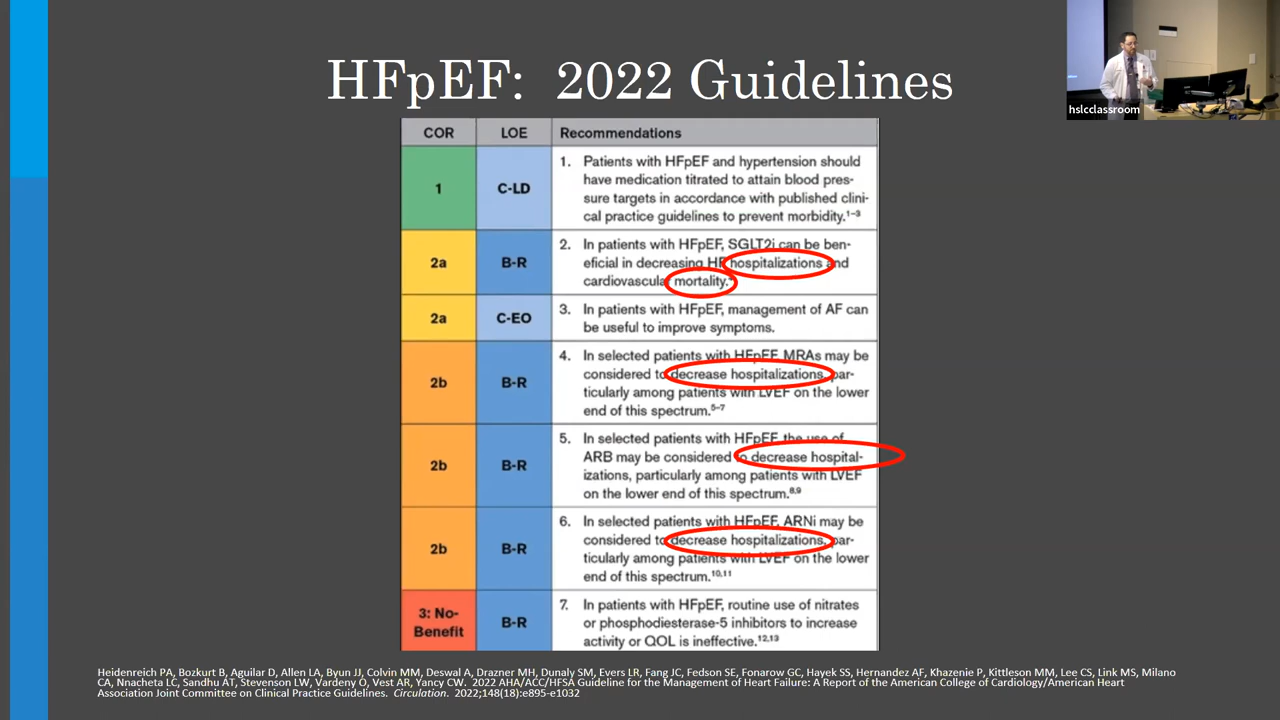 HFpEF: 2022 Guidelines
hslcclassroom
COR LOE Recommendations
1 C-LD 1. Patients with HFpEF and hypertension should
have medication titrated to attain blood pres-
sure targets in accordance with published clini-
cal practice guidelines to prevent morbidity.1–3
2a B-R 2. In patients with HFpEF, SGLT2i can be ben-
eficial in decreasing HF hospitalizations and
cardiovascular mortality.4
2a C-EO 3. In patients with HFpEF, management of AF can
be useful to improve symptoms.
2b B-R 4. In selected patients with HFpEF, MRAs may be
considered to decrease hospitalizations, par-
ticularly among patients with LVEF on the lower
end of this spectrum.5–7
2b B-R 5. In selected patients with HFpEF, the use of
ARB may be considered to decrease hospital-
izations, particularly among patients with LVEF
on the lower end of this spectrum.8,9
2b B-R 6. In selected patients with HFpEF, ARNi may be
considered to decrease hospitalizations, par-
ticularly among patients with LVEF on the lower
end of this spectrum.10,11
3: No-
Benefit B-R 7. In patients with HFpEF, routine use of nitrates
or phosphodiesterase-5 inhibitors to increase
activity or QOL is ineffective.12,13
Heidenreich PA, Bozkurt B, Aguilar D, Allen LA, Byun JJ, Colvin MM, Deswal A, Drazner MH, Dunaly SM, Evers LR, Fang JC, Fedson SE, Fonarow GC, Hayek SS, Hernandez AF, Khazenie P, Kittleson MM, Lee CS, Link MS, Milano
CA, Nnacheta LC, Sandhu AT, Stevenson LW, Vardeny O, Vest AR, Yancy CW. 2022 AHA/ACC/HFSA Guideline for the Management of Heart Failure: A Report of the American College of Cardiology/American Heart
Association Joint Committee on Clinical Practice Guidelines. Circulation. 2022;148(18):e895-e1032